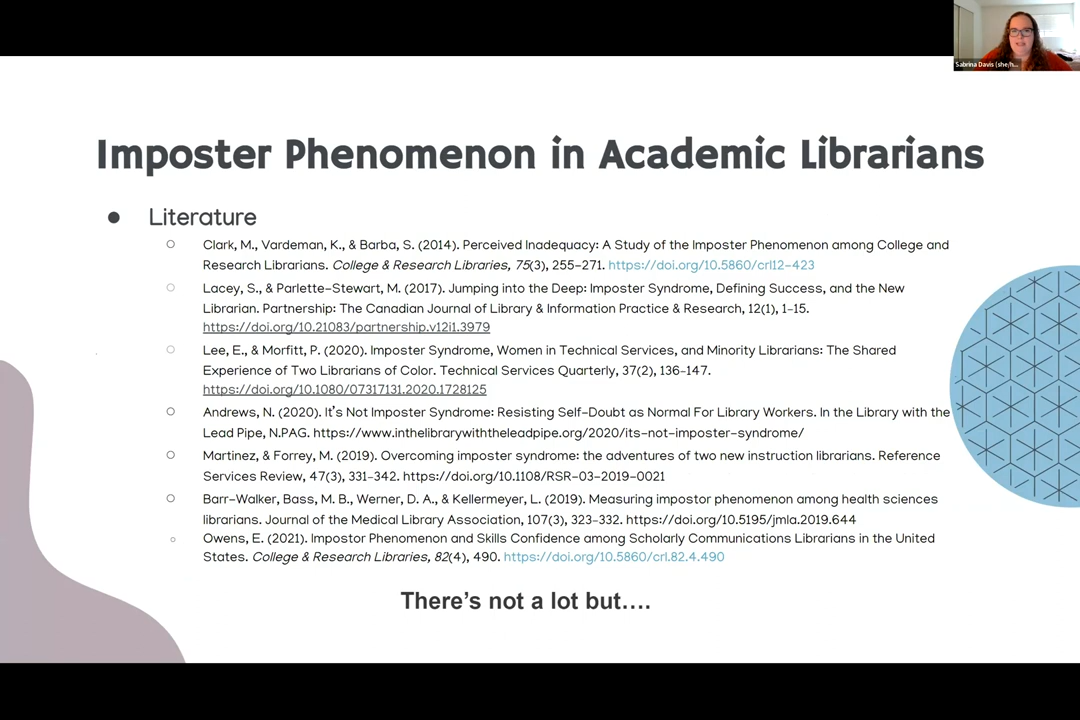 Sabrina Davis (she/h...
Imposter Phenomenon in Academic Librarians
Literature
Clark, M., Vardeman, K., & Barba, S. (2014). Perceived Inadequacy: A Study of the Imposter Phenomenon among College and
Research Librarians. College & Research Libraries, 75(3), 255–271. https://doi.org/10.5860/crl12-423
Lacey, S., & Parlette-Stewart, M. (2017). Jumping into the Deep: Imposter Syndrome, Defining Success, and the New
Librarian. Partnership: The Canadian Journal of Library & Information Practice & Research, 12(1), 1–15.
https://doi.org/10.21083/partnership.v12i1.3979
Lee, E., & Morfitt, P. (2020). Imposter Syndrome, Women in Technical Services, and Minority Librarians: The Shared
Experience of Two Librarians of Color. Technical Services Quarterly, 37(2), 136–147.
https://doi.org/10.1080/07317131.2020.1728125
Andrews, N. (2020). It's Not Imposter Syndrome: Resisting Self-Doubt as Normal For Library Workers. In the Library with the
Lead Pipe, N.PAG. https://www.inthelibrarywiththeleadpipe.org/2020/its-not-imposter-syndrome/
Martinez, & Forrey, M. (2019). Overcoming imposter syndrome: the adventures of two new instruction librarians. Reference
Services Review, 47(3), 331–342. https://doi.org/10.1108/RSR-03-2019-0021
Barr-Walker, Bass, M. B., Werner, D. A., & Kellermeyer, L. (2019). Measuring impostor phenomenon among health sciences
librarians. Journal of the Medical Library Association, 107(3), 323–332. https://doi.org/10.5195/jmla.2019.644
Owens, E. (2021). Impostor Phenomenon and Skills Confidence among Scholarly Communications Librarians in the United
States. College & Research Libraries, 82(4), 490. https://doi.org/10.5860/crl.82.4.490
There's not a lot but....